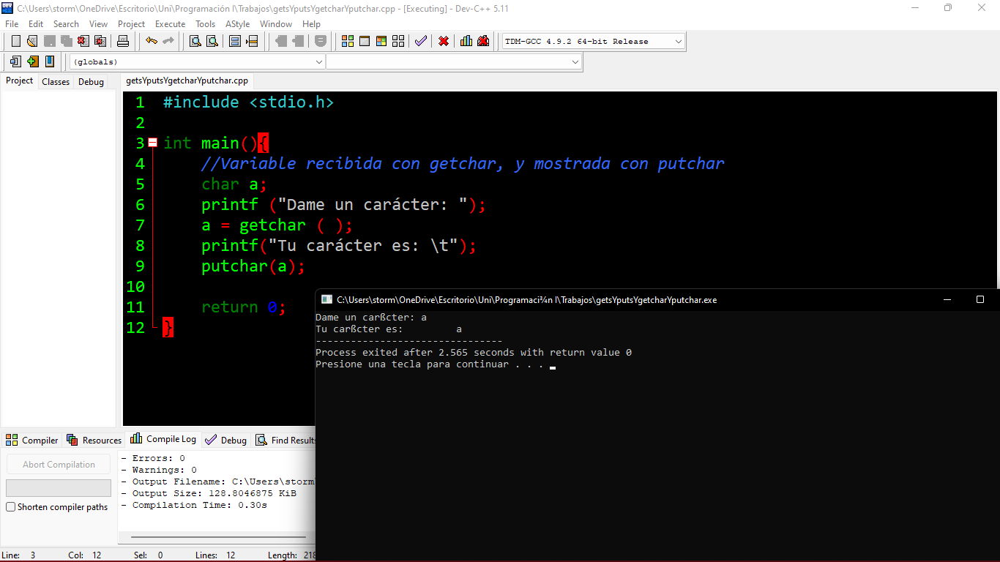 C:\Users\storm\OneDrive\Escritorio\Uni\Programación I\Trabajos\getsYputsYgetcharYputchar.cpp - [Executing] - Dev-C++ 5.11
File Edit Search View Project Execute Tools AStyle Window Help
TDM-GCC 4.9.2 64-bit Release
(globals)
Project Classes Debug
getsYputsYgetcharYputchar.cpp
1 #include <stdio.h>
2
3 int main(){
4 //Variable recibida con getchar, y mostrada con putchar
5 char a;
6 printf ("Dame un carácter: ");
7 a = getchar ( );
8 printf("Tu carácter es: \t");
9 putchar(a);
10
11 return 0;
12 }
C:\Users\storm\OneDrive\Escritorio\Uni\Programaci¾n I\Trabajos\getsYputsYgetcharYputchar.exe
Dame un carßcter: a
Tu carßcter es: a
--------------------------------
Process exited after 2.565 seconds with return value 0
Presione una tecla para continuar . . .
Compiler Resources Compile Log Debug Find Results
Abort Compilation
Shorten compiler paths
- Errors: 0
- Warnings: 0
- Output Filename: C:\Users\storm
- Output Size: 128.8046875 KiB
- Compilation Time: 0.30s
Line: 3 Col: 12 Sel: 0 Lines: 12 Length: 218